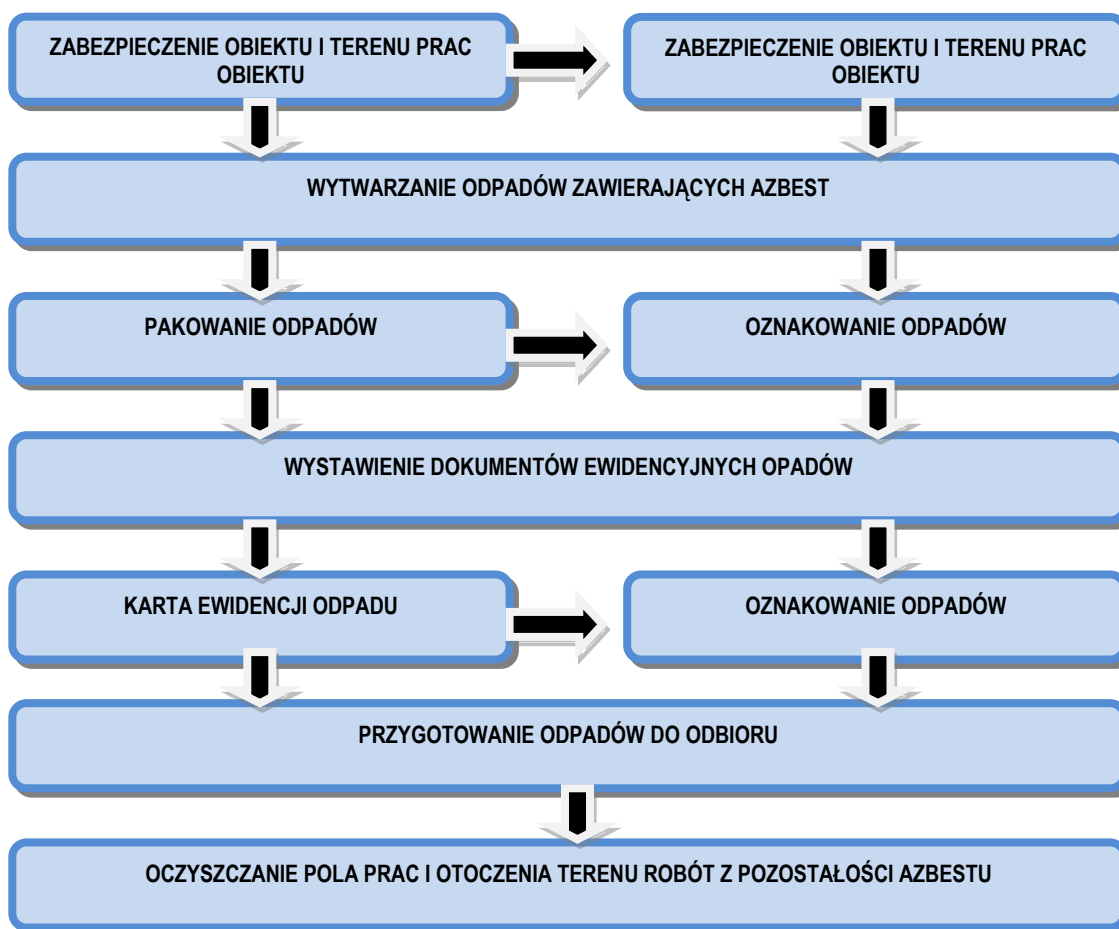 ZABEZPIECZENIE OBIEKTU I TERENU PRAC
OBIEKTU
ZABEZPIECZENIE OBIEKTU I TERENU PRAC
OBIEKTU
WYTWARZANIE ODPADÓW ZAWIERAJĄCYCH AZBEST
PAKOWANIE ODPADÓW
OZNAKOWANIE ODPADÓW
WYSTAWIENIE DOKUMENTÓW EWIDENCYJNYCH OPADÓW
KARTA EWIDENCJI ODPADU
OZNAKOWANIE ODPADÓW
PRZYGOTOWANIE ODPADÓW DO ODBIORU
OCZYSZCZANIE POLA PRAC I OTOCZENIA TERENU ROBÓT Z POZOSTAŁOŚCI AZBESTU